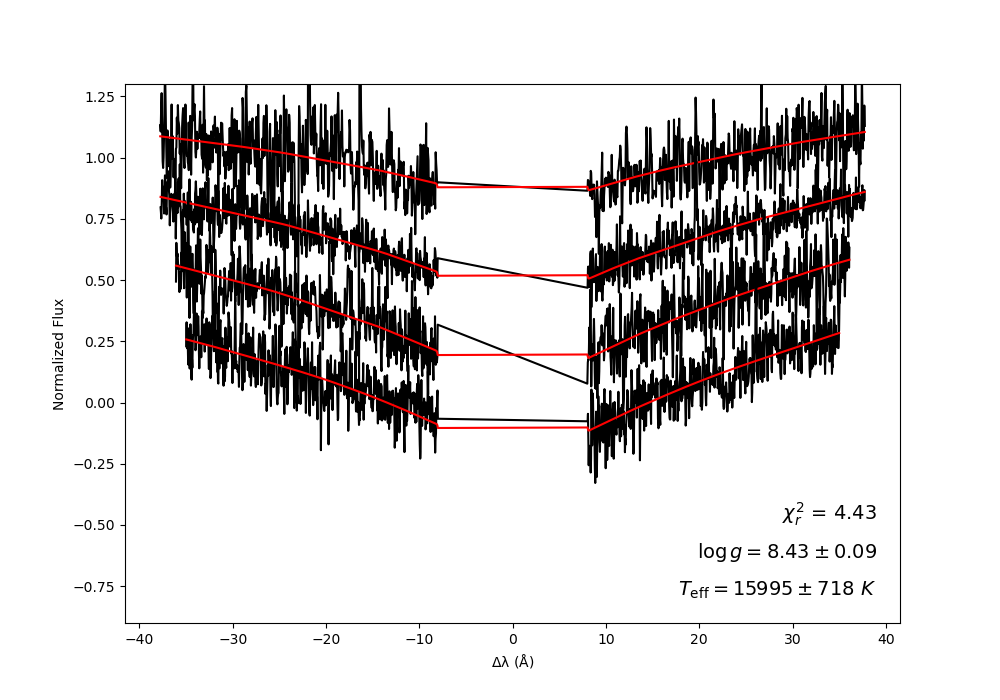 1.25
1.00
0.75
0.50
0.25
0.00
−0.25
−0.50
−0.75
Normalized Flux
χ²ᵣ = 4.43
log g = 8.43 ± 0.09
T_eff = 15995 ± 718 K
−40 −30 −20 −10 0 10 20 30 40
Δλ (Å)